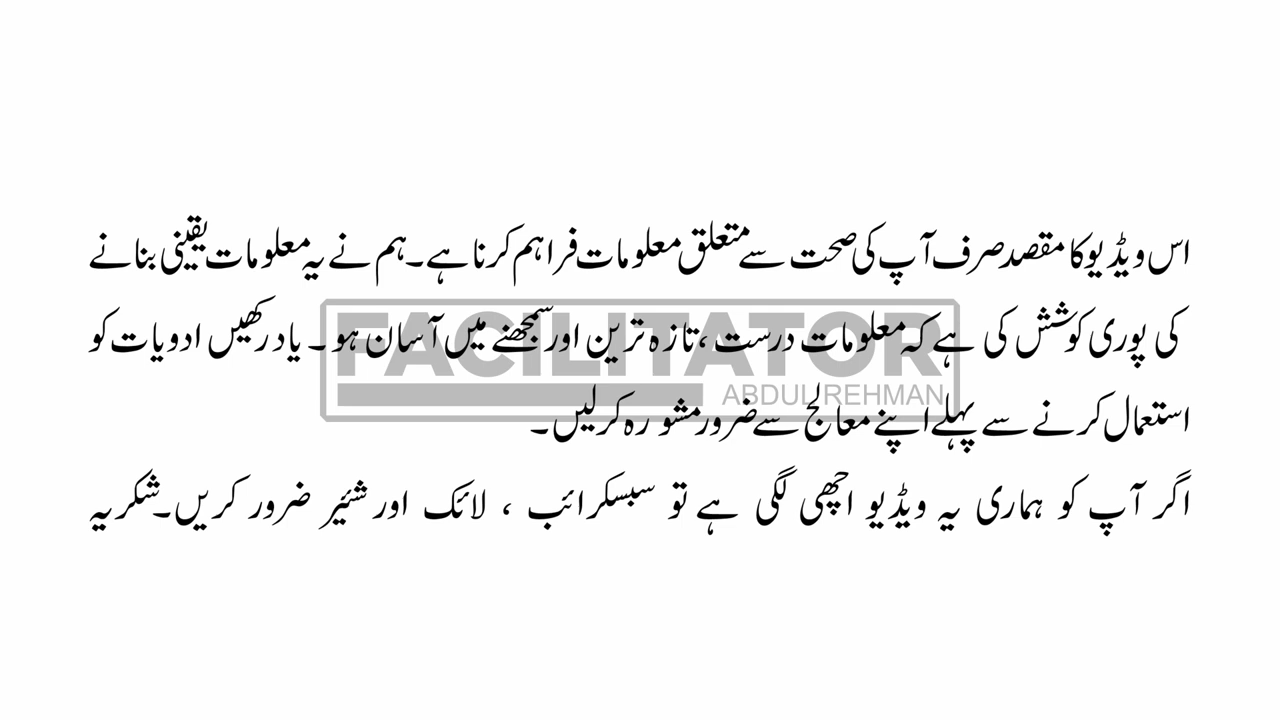 اس ویڈیو کا مقصد صرف آپ کی صحت سے متعلق معلومات فراہم کرنا ہے۔ ہم نے یہ معلومات یقینی بنانے
کی پوری کوشش کی ہے کہ معلومات درست، تازہ ترین اور سمجھنے میں آسان ہو۔ یاد رکھیں ادویات کو
استعمال کرنے سے پہلے اپنے معالج سے ضرور مشورہ کرلیں۔
اگر آپ کو ہماری یہ ویڈیو اچھی لگی ہے تو سبسکرائب ، لائک اور شئیر ضرور کریں۔ شکریہ
FACILITATOR
ABDUL REHMAN